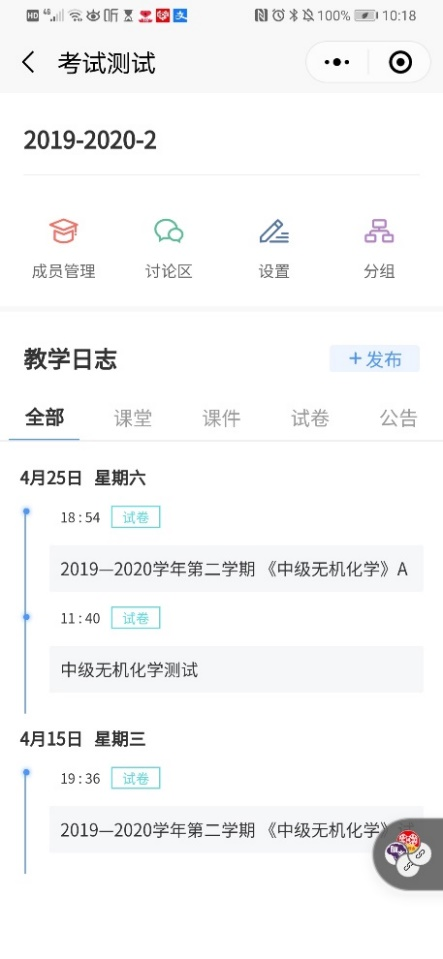 HD 46 听 100% 10:18
考试测试
2019-2020-2
成员管理 讨论区 设置 分组
教学日志 +发布
全部 课堂 课件 试卷 公告
4月25日 星期六
18:54 试卷
2019—2020学年第二学期《中级无机化学》A
11:40 试卷
中级无机化学测试
4月15日 星期三
19:36 试卷
2019—2020学年第二学期《中级无机化学》